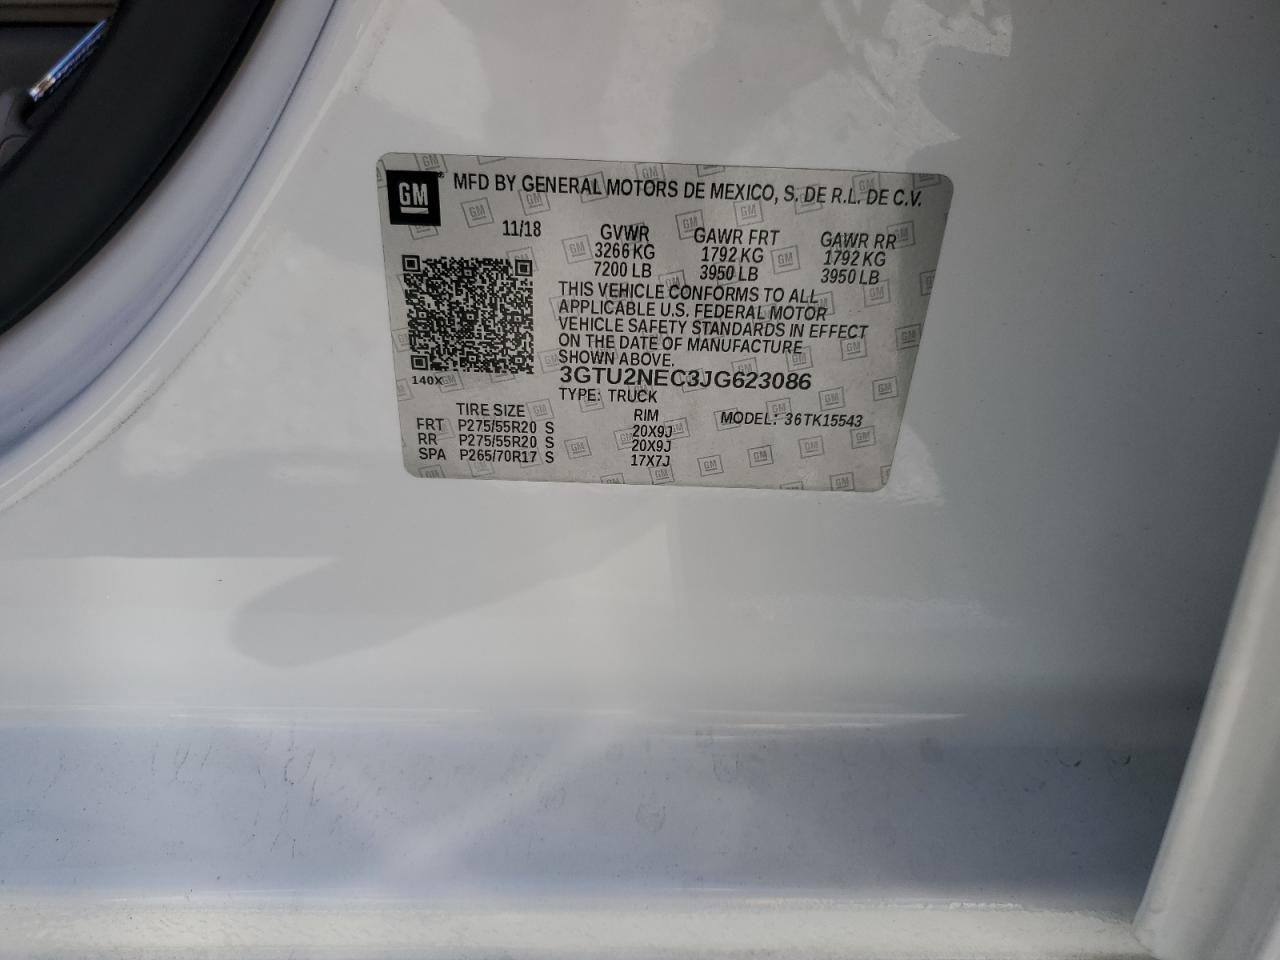 GM® MFD BY GENERAL MOTORS DE MEXICO, S. DE R.L. DE C.V.
11/18 GVWR GAWR FRT GAWR RR
3266 KG 1792 KG 1792 KG
7200 LB 3950 LB 3950 LB
THIS VEHICLE CONFORMS TO ALL
APPLICABLE U.S. FEDERAL MOTOR
VEHICLE SAFETY STANDARDS IN EFFECT
ON THE DATE OF MANUFACTURE
SHOWN ABOVE.
140X 3GTU2NEC3JG623086
TYPE: TRUCK
TIRE SIZE RIM MODEL: 36TK15543
FRT P275/55R20 S 20X9J
RR P275/55R20 S 20X9J
SPA P265/70R17 S 17X7J